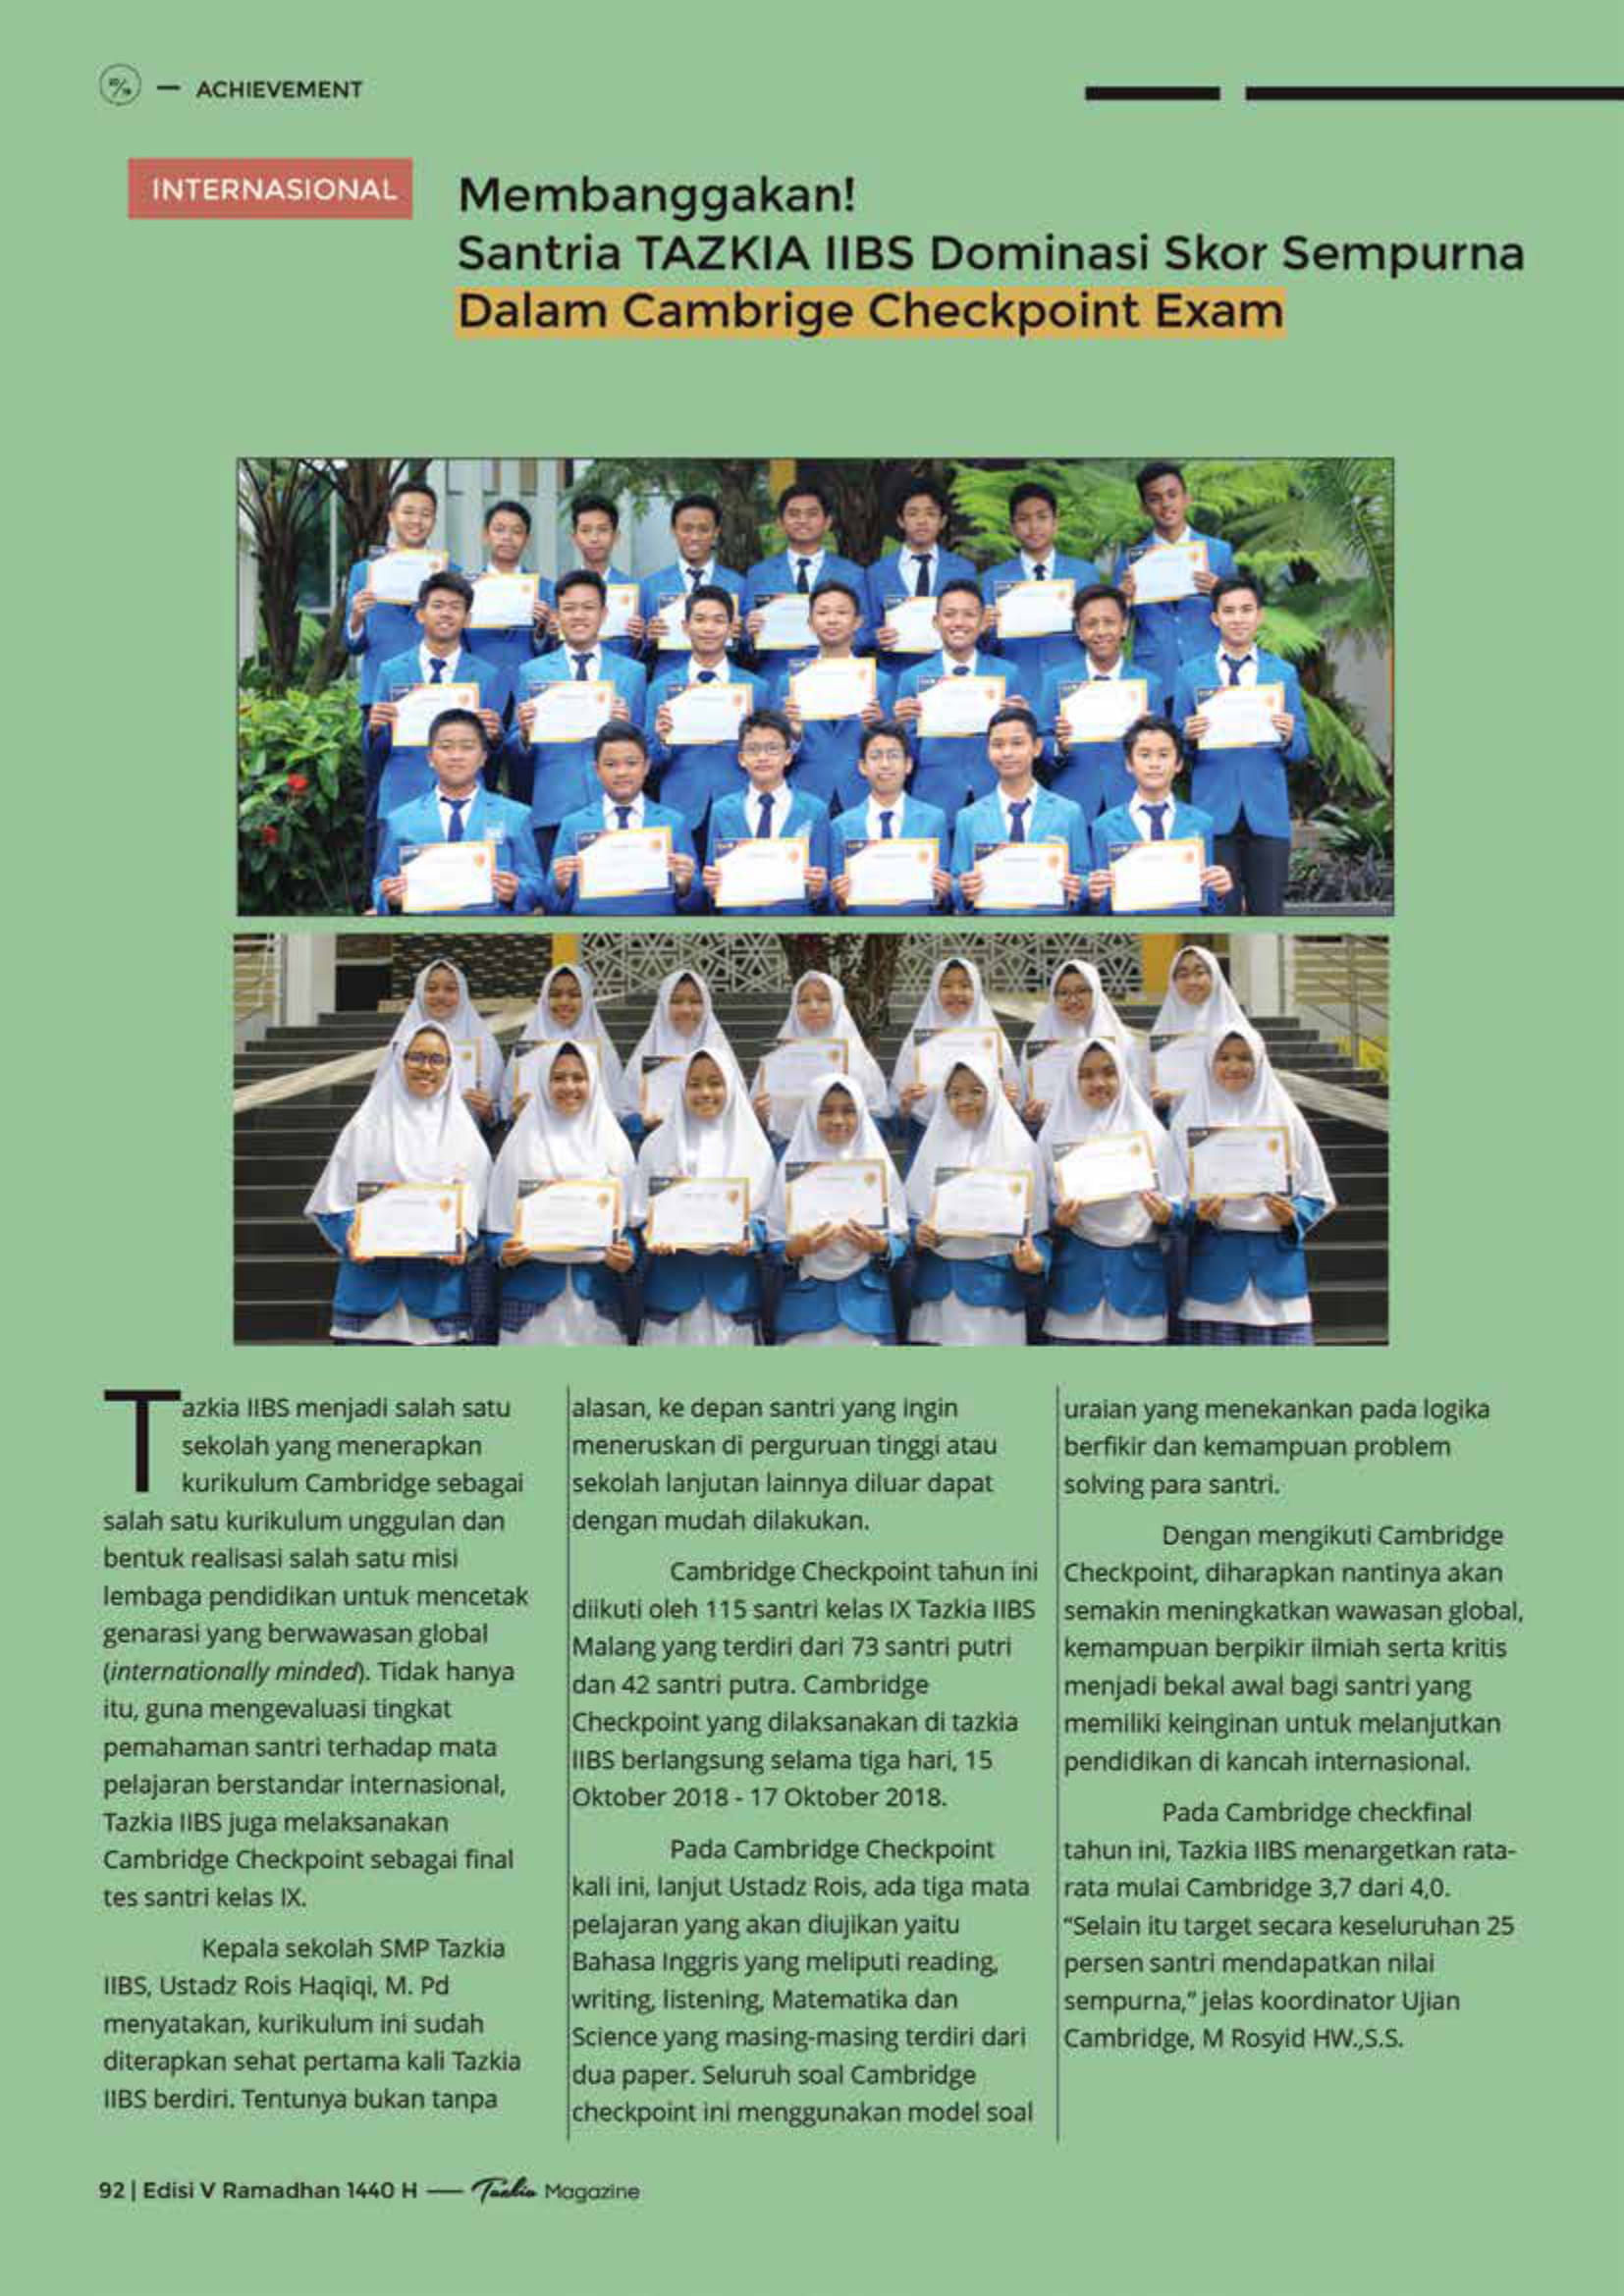 ACHIEVEMENT
INTERNASIONAL
Membanggakan!
Santria TAZKIA IIBS Dominasi Skor Sempurna
Dalam Cambrige Checkpoint Exam
Tazkia IIBS menjadi salah satu
sekolah yang menerapkan
kurikulum Cambridge sebagai
salah satu kurikulum unggulan dan
bentuk realisasi salah satu misi
lembaga pendidikan untuk mencetak
genarasi yang berwawasan global
(internationally minded). Tidak hanya
itu, guna mengevaluasi tingkat
pemahaman santri terhadap mata
pelajaran berstandar internasional,
Tazkia IIBS juga melaksanakan
Cambridge Checkpoint sebagai final
tes santri kelas IX.
Kepala sekolah SMP Tazkia
IIBS, Ustadz Rois Haqiqi, M. Pd
menyatakan, kurikulum ini sudah
diterapkan sehat pertama kali Tazkia
IIBS berdiri. Tentunya bukan tanpa
alasan, ke depan santri yang ingin
meneruskan di perguruan tinggi atau
sekolah lanjutan lainnya diluar dapat
dengan mudah dilakukan.
Cambridge Checkpoint tahun ini
diikuti oleh 115 santri kelas IX Tazkia IIBS
Malang yang terdiri dari 73 santri putri
dan 42 santri putra. Cambridge
Checkpoint yang dilaksanakan di tazkia
IIBS berlangsung selama tiga hari, 15
Oktober 2018 - 17 Oktober 2018.
Pada Cambridge Checkpoint
kali ini, lanjut Ustadz Rois, ada tiga mata
pelajaran yang akan diujikan yaitu
Bahasa Inggris yang meliputi reading,
writing, listening, Matematika dan
Science yang masing-masing terdiri dari
dua paper. Seluruh soal Cambridge
checkpoint ini menggunakan model soal
uraian yang menekankan pada logika
berfikir dan kemampuan problem
solving para santri.
Dengan mengikuti Cambridge
Checkpoint, diharapkan nantinya akan
semakin meningkatkan wawasan global,
kemampuan berpikir ilmiah serta kritis
menjadi bekal awal bagi santri yang
memiliki keinginan untuk melanjutkan
pendidikan di kancah internasional.
Pada Cambridge checkfinal
tahun ini, Tazkia IIBS menargetkan rata-
rata mulai Cambridge 3,7 dari 4,0.
“Selain itu target secara keseluruhan 25
persen santri mendapatkan nilai
sempurna,” jelas koordinator Ujian
Cambridge, M Rosyid HW.,S.S.
92 | Edisi V Ramadhan 1440 H — Tazkia Magazine